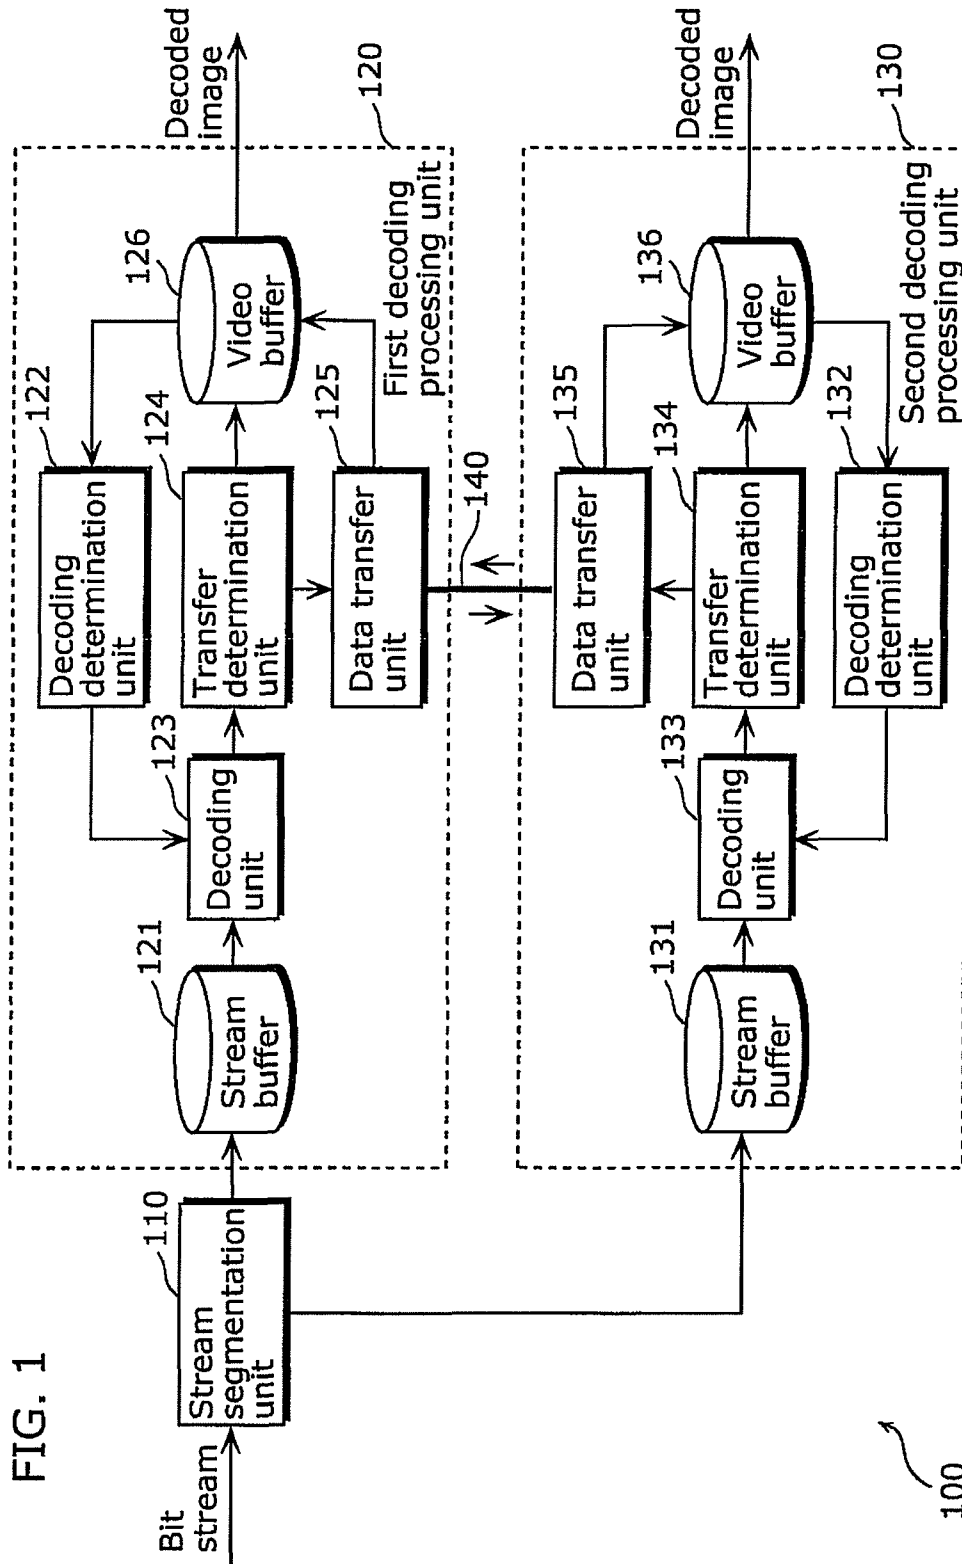 FIG. 1
Bit
stream
110
Stream
segmentation
unit
121
Stream
buffer
123
Decoding
unit
122
Decoding
determination
unit
124
Transfer
determination
unit
125
Data transfer
unit
126
Video
buffer
First decoding
processing unit
120
Decoded
image
140
131
Stream
buffer
133
Decoding
unit
135
Data transfer
unit
134
Transfer
determination
unit
132
Decoding
determination
unit
136
Video
buffer
Second decoding
processing unit
130
Decoded
image
100